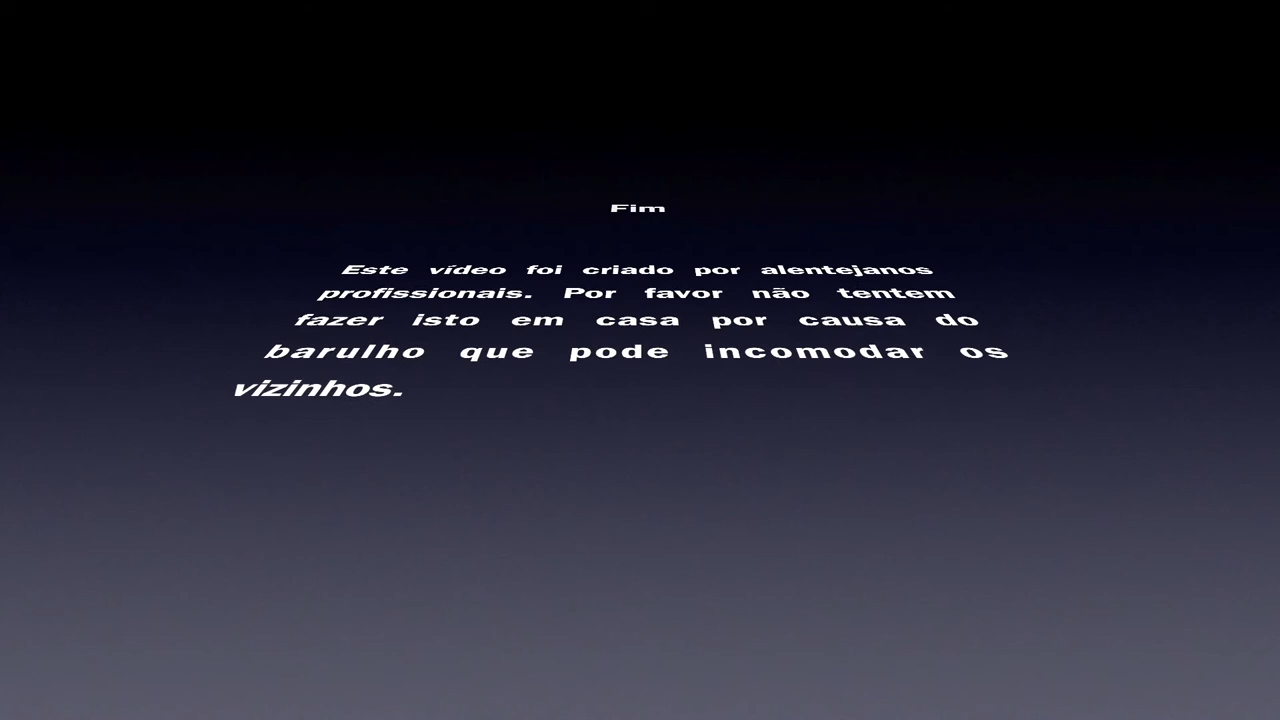 Fim
Este vídeo foi criado por alentejanos
profissionais. Por favor não tentem
fazer isto em casa por causa do
barulho que pode incomodar os
vizinhos.